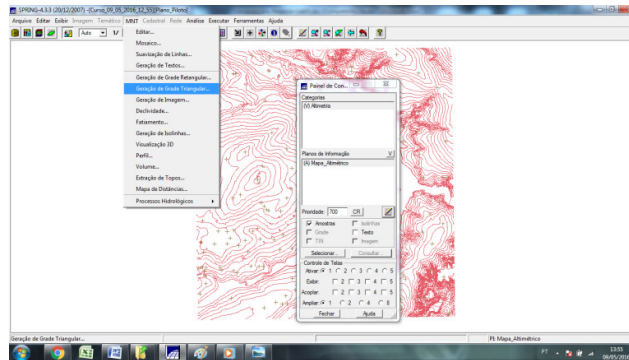 SPRING-4.3.3 (20/12/2007) -[Curso_09_05_2016_12_55][Plano_Piloto]
Arquivo Editar Exibir Imagem Temático MNT Cadastral Rede Análise Executar Ferramentas Ajuda
Auto 1/
Editar...
Mosaico...
Suavização de Linhas...
Geração de Textos...
Geração de Grade Retangular...
Geração de Grade Triangular...
Geração de Imagem...
Declividade...
Fatiamento...
Geração de Isolinhas...
Visualização 3D
Perfil...
Volume...
Extração de Topos...
Mapa de Distâncias...
Processos Hidrológicos
Painel de Con...
Categorias
(V) Altimetria
Planos de Informação
V
(A) Mapa_Altimétrico
Prioridade: 700 CR
Amostras Isolinhas
Grade Texto
TIN Imagem
Selecionar... Consultar...
Controle de Telas
Ativar: 1 2 3 4 5
Exibir: 2 3 4 5
Acoplar: 2 3 4 5
Ampliar: 1 2 4 8
Fechar Ajuda
Geração de Grade Triangular...
PI: Mapa_Altimétrico
PT
13:55
09/05/2016